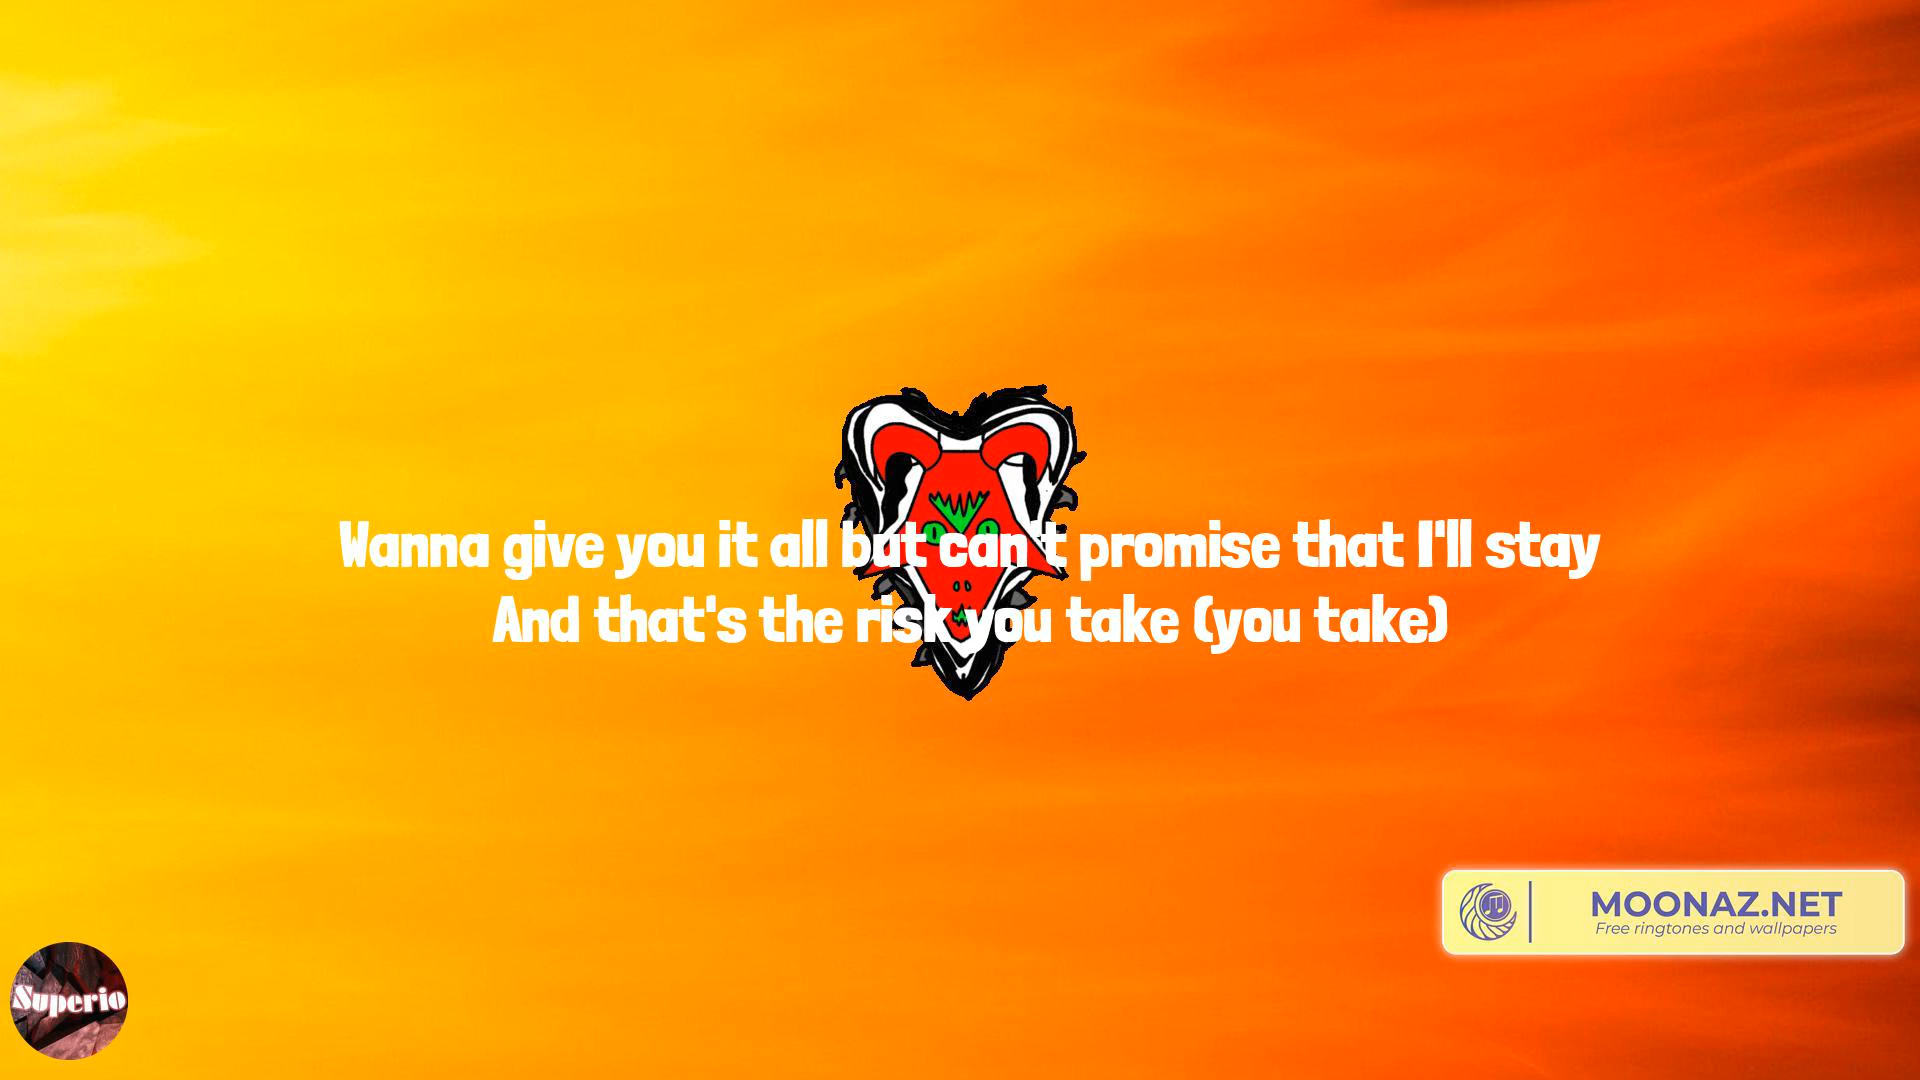 Wanna give you it all but can't promise that I'll stay
And that's the risk you take (you take)
MOONAZ.NET
Free ringtones and wallpapers
Superio